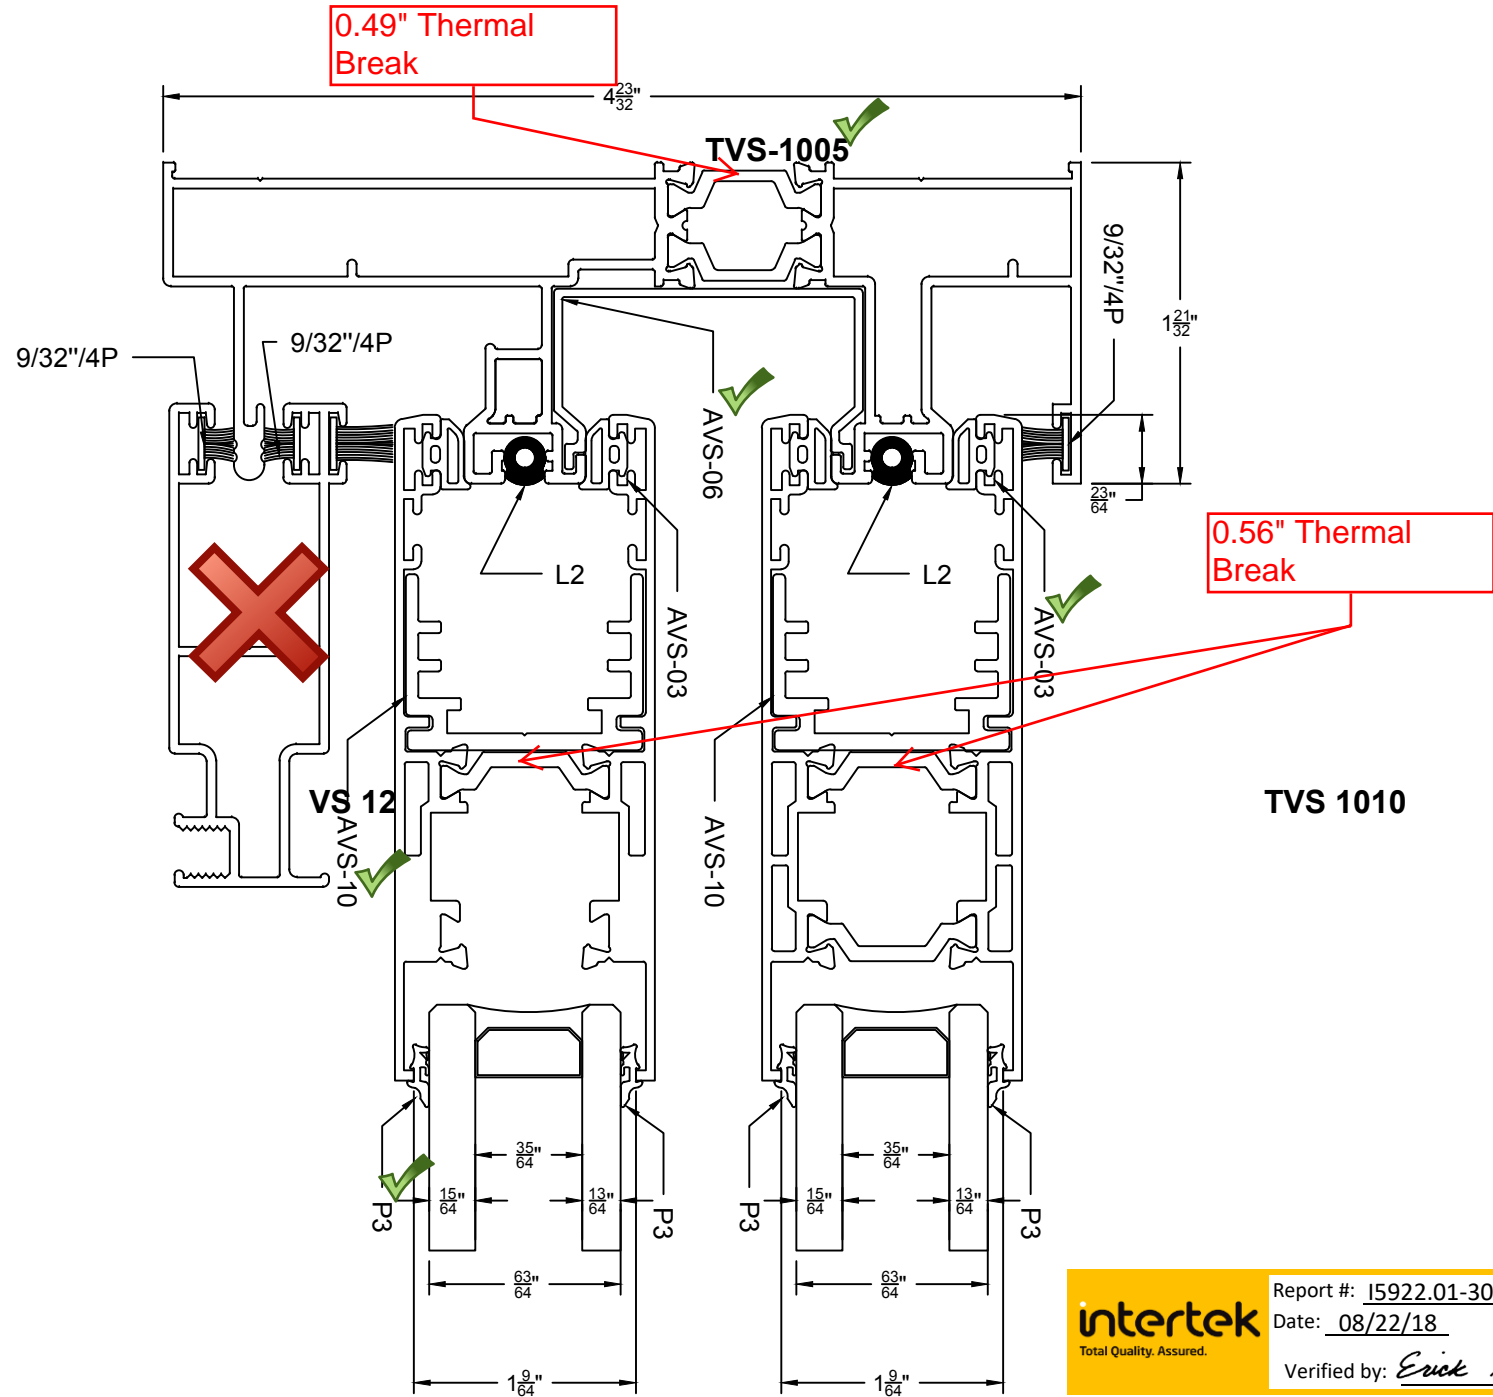 0.49" Thermal
Break
4 23/32"
TVS-1005
9/32"/4P
1 21/32"
9/32"/4P
9/32"/4P
AVS-06
23/64"
0.56" Thermal
Break
L2
L2
AVS-03
AVS-03
VS 12
TVS 1010
AVS-10
AVS-10
35/64"
35/64"
15/64"
13/64"
15/64"
13/64"
P3
P3
P3
P3
63/64"
63/64"
1 9/64"
1 9/64"
intertek
Total Quality. Assured.
Report #: I5922.01-30
Date: 08/22/18
Verified by: Erick